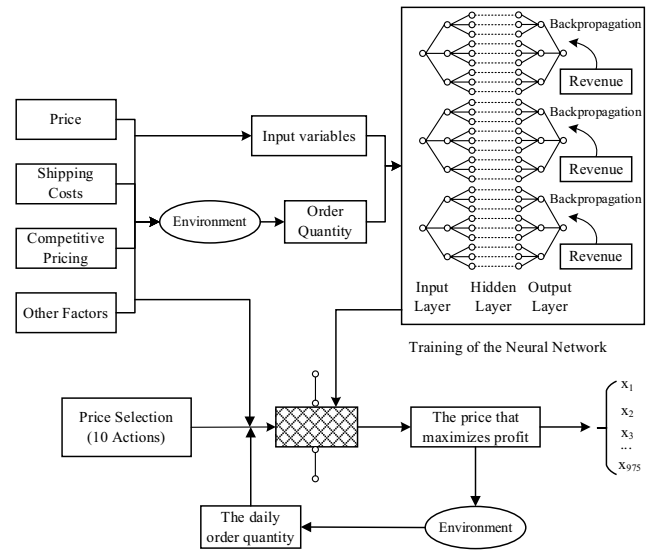 Price
Shipping
Costs
Competitive
Pricing
Other Factors
Input variables
Environment
Order
Quantity
Backpropagation
Revenue
Backpropagation
Revenue
Backpropagation
Revenue
Input
Layer
Hidden
Layer
Output
Layer
Training of the Neural Network
Price Selection
(10 Actions)
The price that
maximizes profit
x1
x2
x3
...
x975
The daily
order quantity
Environment